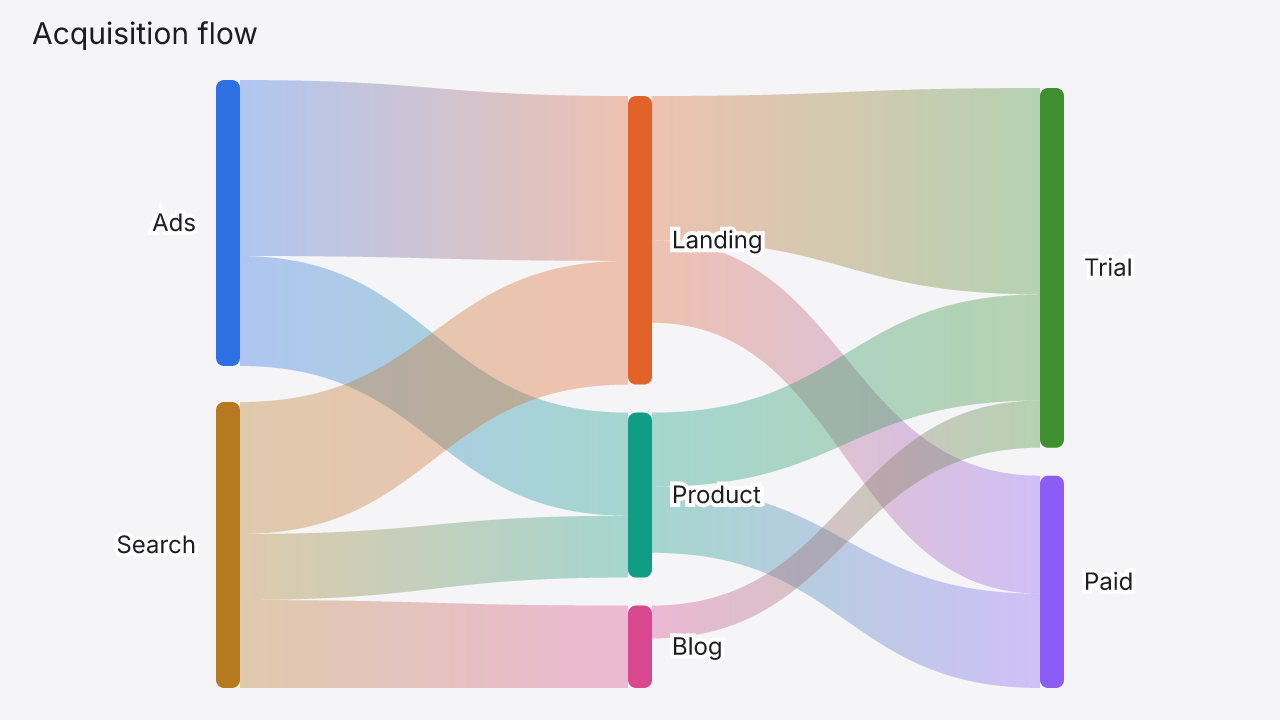 Acquisition flow
Ads
Search
Landing
Product
Blog
Trial
Paid